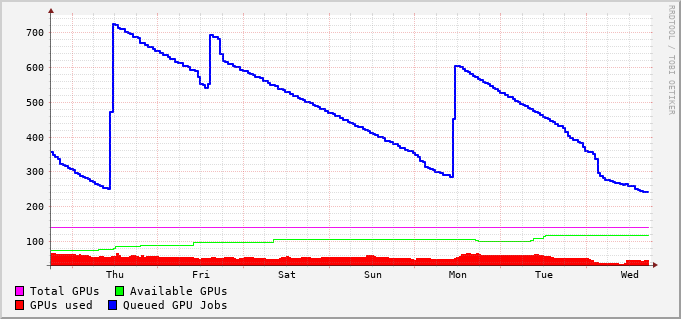 RRDTOOL / TOBI OETIKER
700
600
500
400
300
200
100
Thu Fri Sat Sun Mon Tue Wed
Total GPUs Available GPUs
GPUs used Queued GPU Jobs